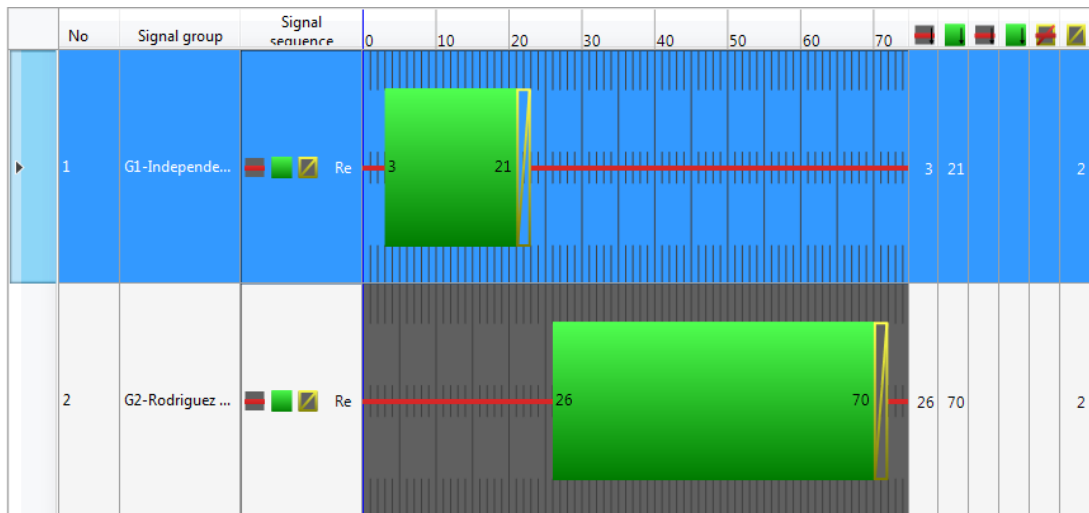 No Signal group Signal sequence 0 10 20 30 40 50 60 70
1 G1-Independe... Re 3 21 3 21 2
2 G2-Rodriguez ... Re 26 70 26 70 2